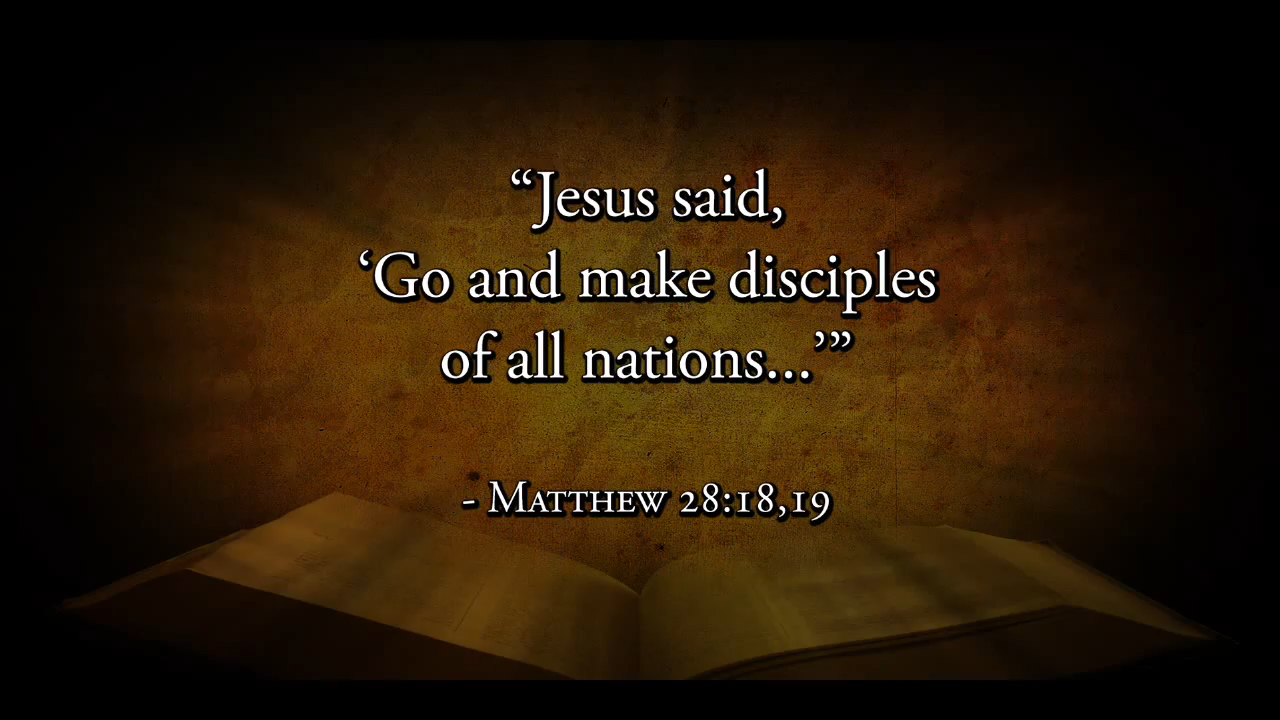 “Jesus said,
‘Go and make disciples
of all nations...’”
- Matthew 28:18,19